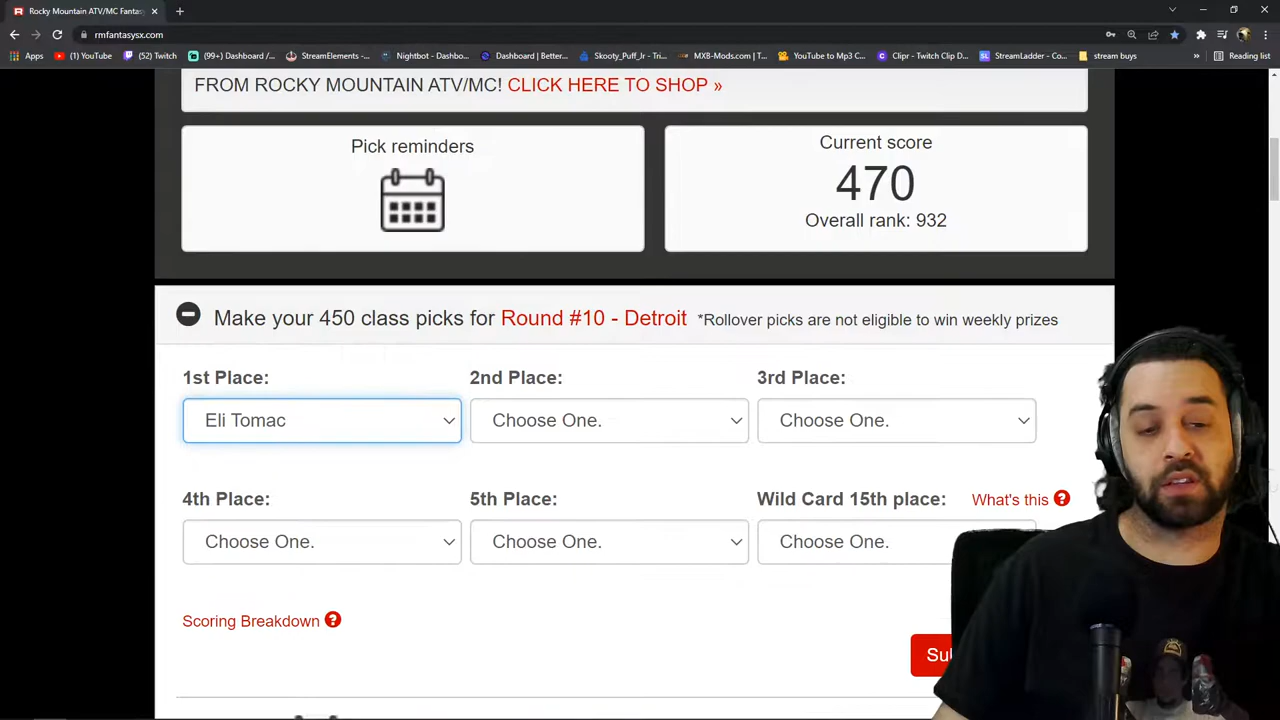 Rocky Mountain ATV/MC Fantasy
rmfantasysx.com
Apps
(1) YouTube
(52) Twitch
(99+) Dashboard /...
StreamElements -...
Nightbot - Dashbo...
Dashboard | Better...
Skooty_Puff_Jr - Tri...
MXB-Mods.com | T...
YouTube to Mp3 C...
Clipr - Twitch Clip D...
StreamLadder - Co...
stream buys
»
Reading list
FROM ROCKY MOUNTAIN ATV/MC! CLICK HERE TO SHOP »
Pick reminders
Current score
470
Overall rank: 932
Make your 450 class picks for Round #10 - Detroit *Rollover picks are not eligible to win weekly prizes
1st Place:
2nd Place:
3rd Place:
Eli Tomac
Choose One.
Choose One.
4th Place:
5th Place:
Wild Card 15th place:
What's this ?
Choose One.
Choose One.
Choose One.
Scoring Breakdown ?